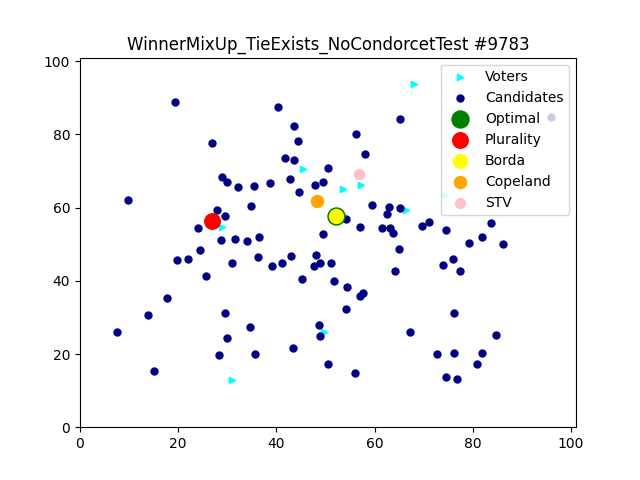 WinnerMixUp_TieExists_NoCondorcetTest #9783
100
80
60
40
20
0
0 20 40 60 80 100
Voters
Candidates
Optimal
Plurality
Borda
Copeland
STV